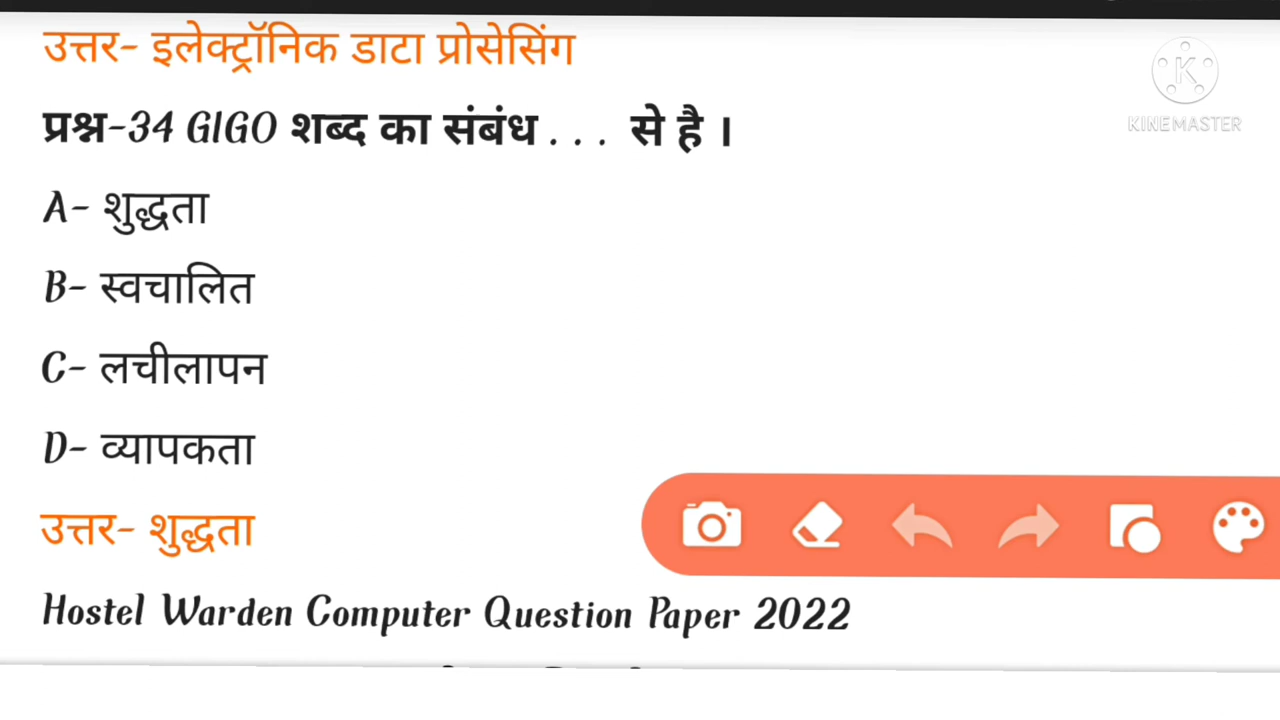 उत्तर- इलेक्ट्रॉनिक डाटा प्रोसेसिंग
KINEMASTER
प्रश्न-34 GIGO शब्द का संबंध . . . से है ।
A- शुद्धता
B- स्वचालित
C- लचीलापन
D- व्यापकता
उत्तर- शुद्धता
Hostel Warden Computer Question Paper 2022